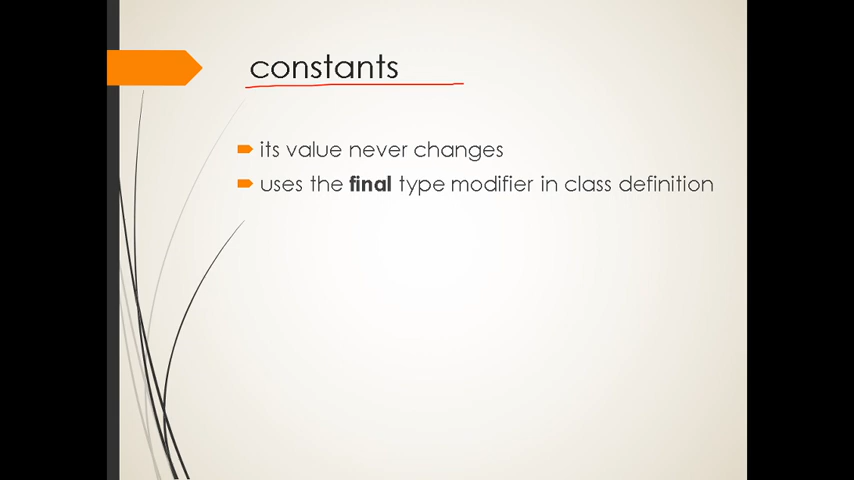 constants
its value never changes
uses the final type modifier in class definition